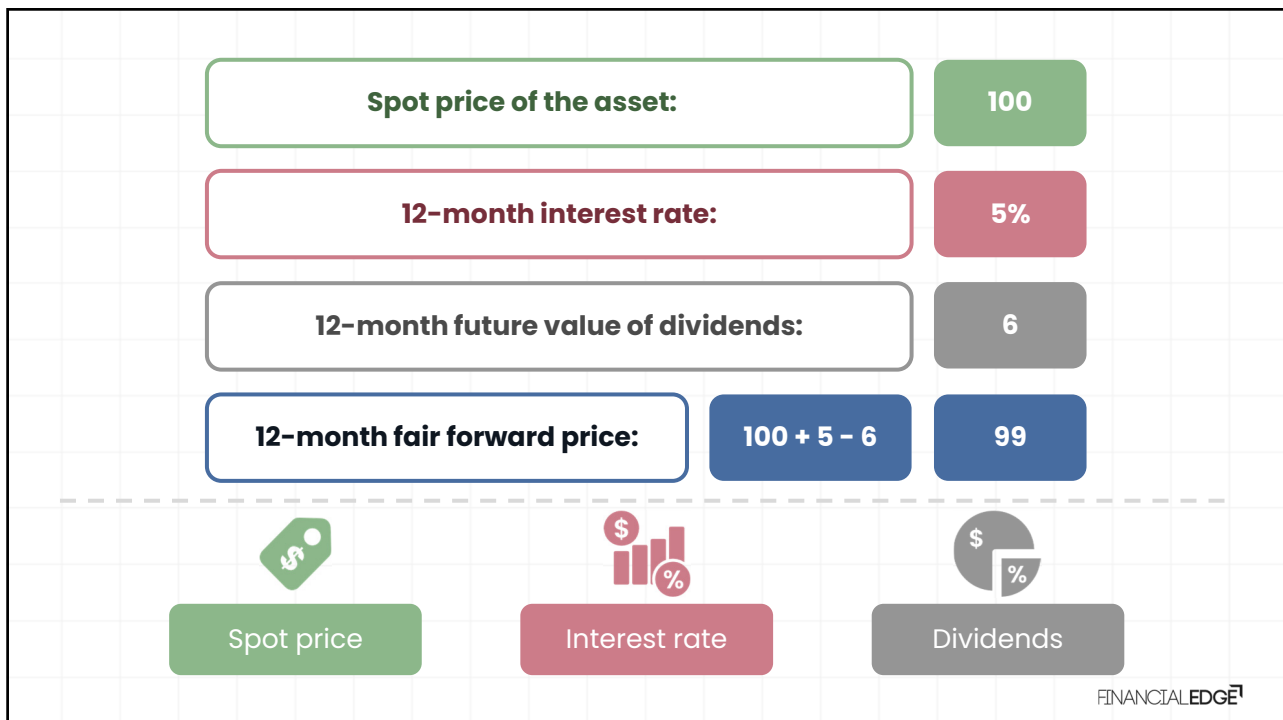 Spot price of the asset: 100
12-month interest rate: 5%
12-month future value of dividends: 6
12-month fair forward price: 100 + 5 - 6 99
$ $ % $ %
Spot price Interest rate Dividends
FINANCIALEDGE